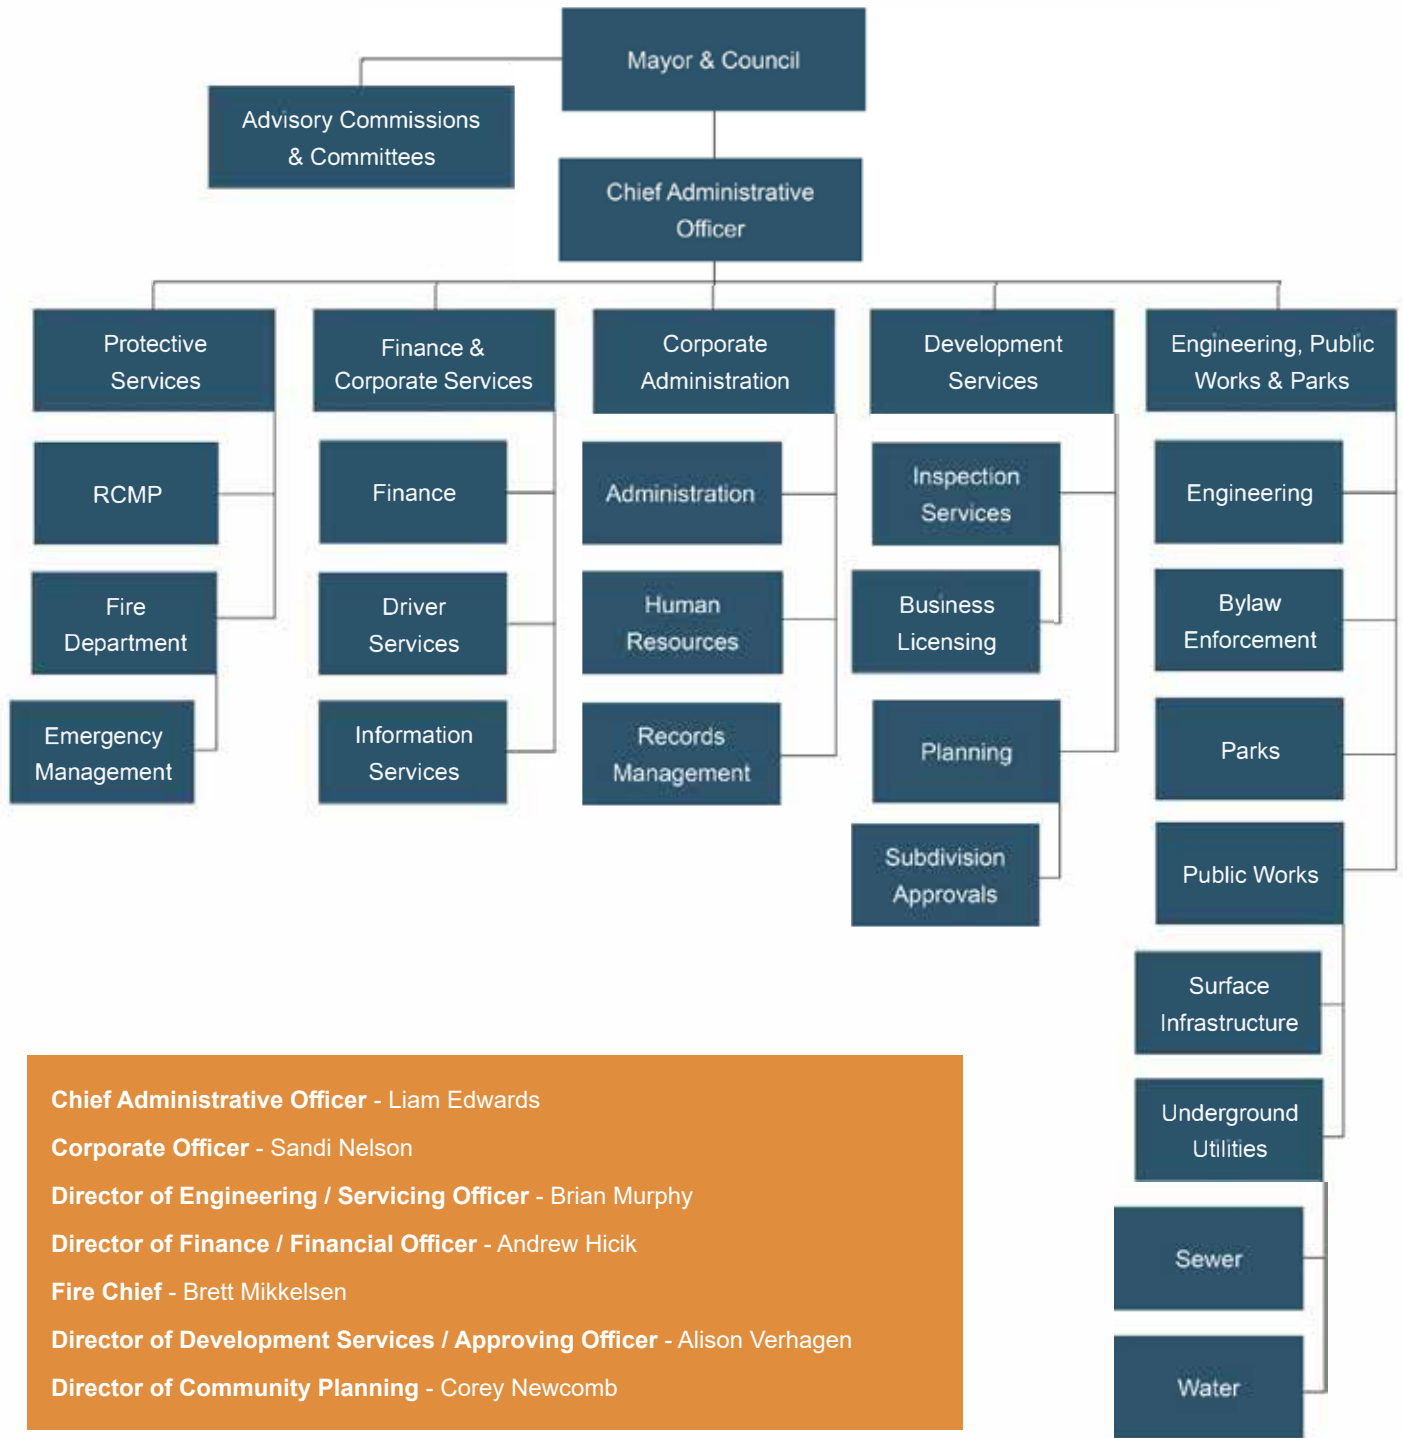 Mayor & Council
Advisory Commissions
& Committees
Chief Administrative
Officer
Protective
Services
Finance &
Corporate Services
Corporate
Administration
Development
Services
Engineering, Public
Works & Parks
RCMP
Finance
Administration
Inspection
Services
Engineering
Fire
Department
Driver
Services
Human
Resources
Business
Licensing
Bylaw
Enforcement
Emergency
Management
Information
Services
Records
Management
Planning
Parks
Subdivision
Approvals
Public Works
Surface
Infrastructure
Underground
Utilities
Sewer
Water
Chief Administrative Officer - Liam Edwards
Corporate Officer - Sandi Nelson
Director of Engineering / Servicing Officer - Brian Murphy
Director of Finance / Financial Officer - Andrew Hicik
Fire Chief - Brett Mikkelsen
Director of Development Services / Approving Officer - Alison Verhagen
Director of Community Planning - Corey Newcomb